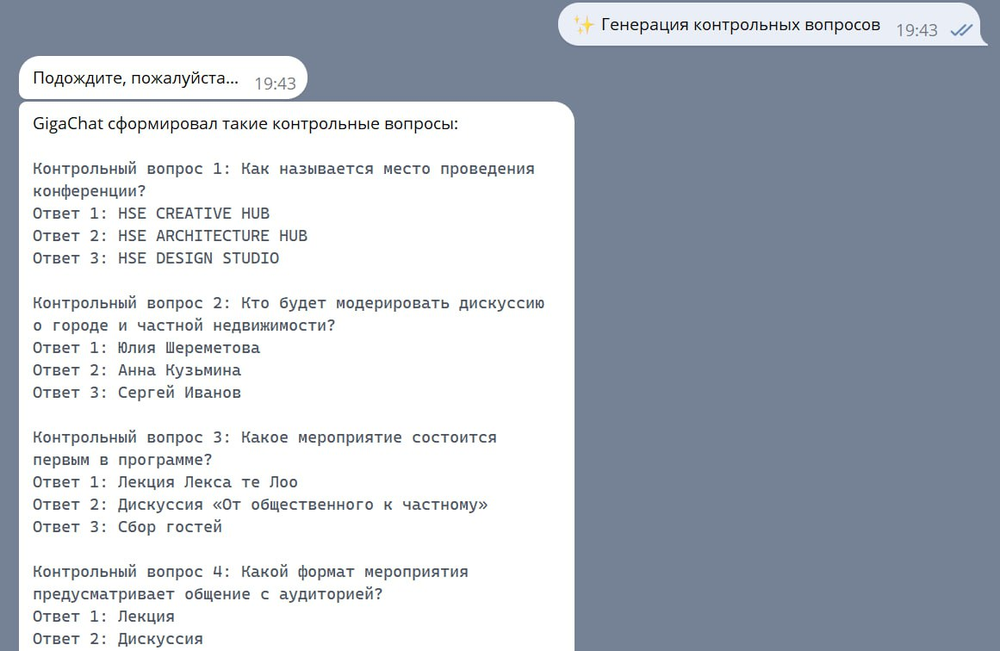 ✨ Генерация контрольных вопросов 19:43
Подождите, пожалуйста... 19:43
GigaChat сформировал такие контрольные вопросы:
Контрольный вопрос 1: Как называется место проведения
конференции?
Ответ 1: HSE CREATIVE HUB
Ответ 2: HSE ARCHITECTURE HUB
Ответ 3: HSE DESIGN STUDIO
Контрольный вопрос 2: Кто будет модерировать дискуссию
о городе и частной недвижимости?
Ответ 1: Юлия Шереметова
Ответ 2: Анна Кузьмина
Ответ 3: Сергей Иванов
Контрольный вопрос 3: Какое мероприятие состоится
первым в программе?
Ответ 1: Лекция Лекса те Лоо
Ответ 2: Дискуссия «От общественного к частному»
Ответ 3: Сбор гостей
Контрольный вопрос 4: Какой формат мероприятия
предусматривает общение с аудиторией?
Ответ 1: Лекция
Ответ 2: Дискуссия